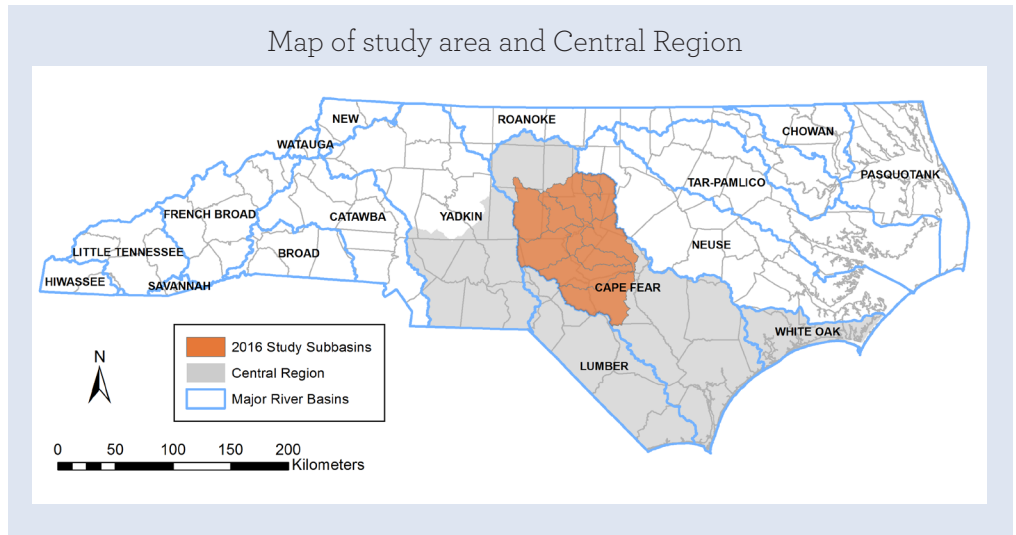 Map of study area and Central Region
NEW
ROANOKE
CHOWAN
WATAUGA
PASQUOTANK
TAR-PAMLICO
FRENCH BROAD
CATAWBA
YADKIN
NEUSE
LITTLE TENNESSEE
BROAD
HIWASSEE
SAVANNAH
CAPE FEAR
WHITE OAK
LUMBER
N
2016 Study Subbasins
Central Region
Major River Basins
0 50 100 150 200
Kilometers